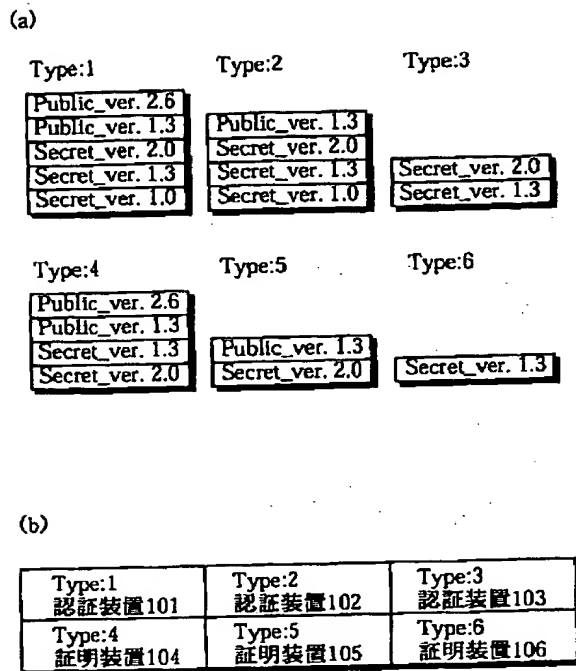 (a)
Type:1
Public_ver. 2.6
Public_ver. 1.3
Secret_ver. 2.0
Secret_ver. 1.3
Secret_ver. 1.0
Type:2
Public_ver. 1.3
Secret_ver. 2.0
Secret_ver. 1.3
Secret_ver. 1.0
Type:3
Secret_ver. 2.0
Secret_ver. 1.3
Type:4
Public_ver. 2.6
Public_ver. 1.3
Secret_ver. 1.3
Secret_ver. 2.0
Type:5
Public_ver. 1.3
Secret_ver. 2.0
Type:6
Secret_ver. 1.3
(b)
Type:1
認証装置101
Type:2
認証装置102
Type:3
認証装置103
Type:4
証明装置104
Type:5
証明装置105
Type:6
証明装置106